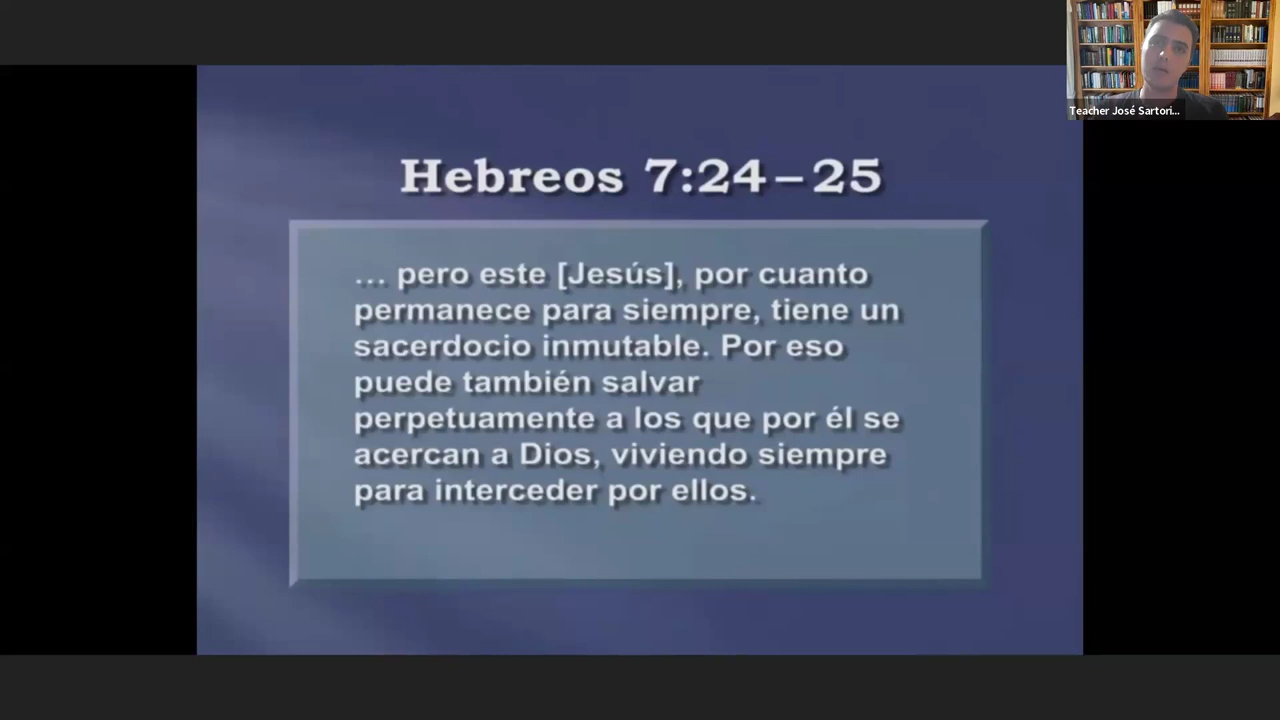 Teacher José Sartori...
Hebreos 7:24–25
... pero este [Jesús], por cuanto
permanece para siempre, tiene un
sacerdocio inmutable. Por eso
puede también salvar
perpetuamente a los que por él se
acercan a Dios, viviendo siempre
para interceder por ellos.